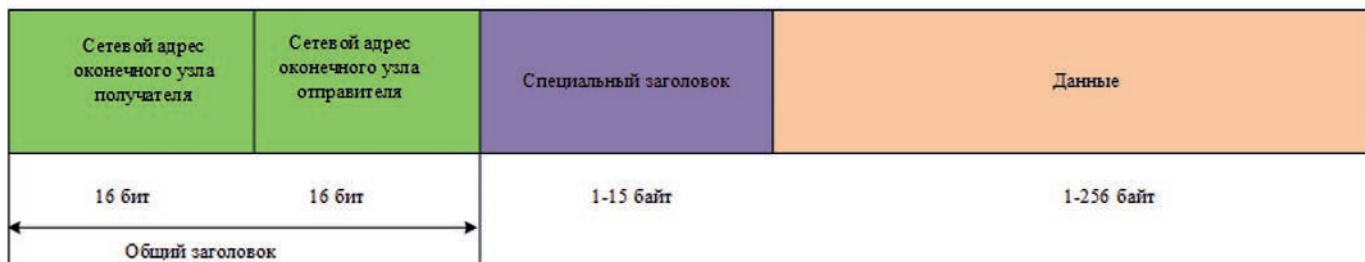 Сетевой адрес
оконечного узла
получателя
Сетевой адрес
оконечного узла
отправителя
Специальный заголовок
Данные
16 бит
16 бит
1-15 байт
1-256 байт
Общий заголовок